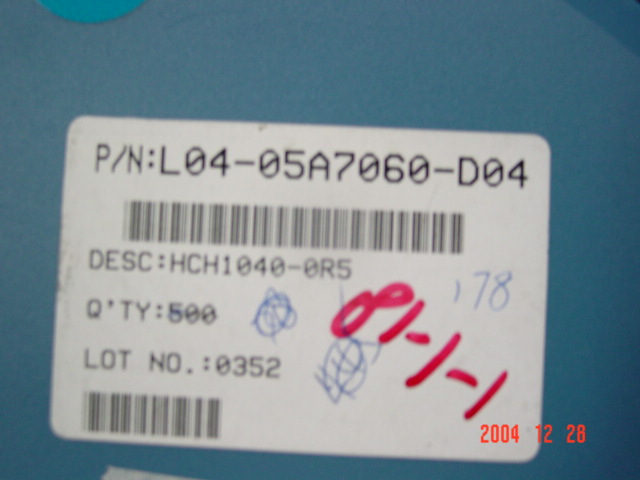 P/N:L04-05A7060-D04
DESC:HCH1040-0R5
Q'TY:500
178
LOT NO.:0352
2004 12 28